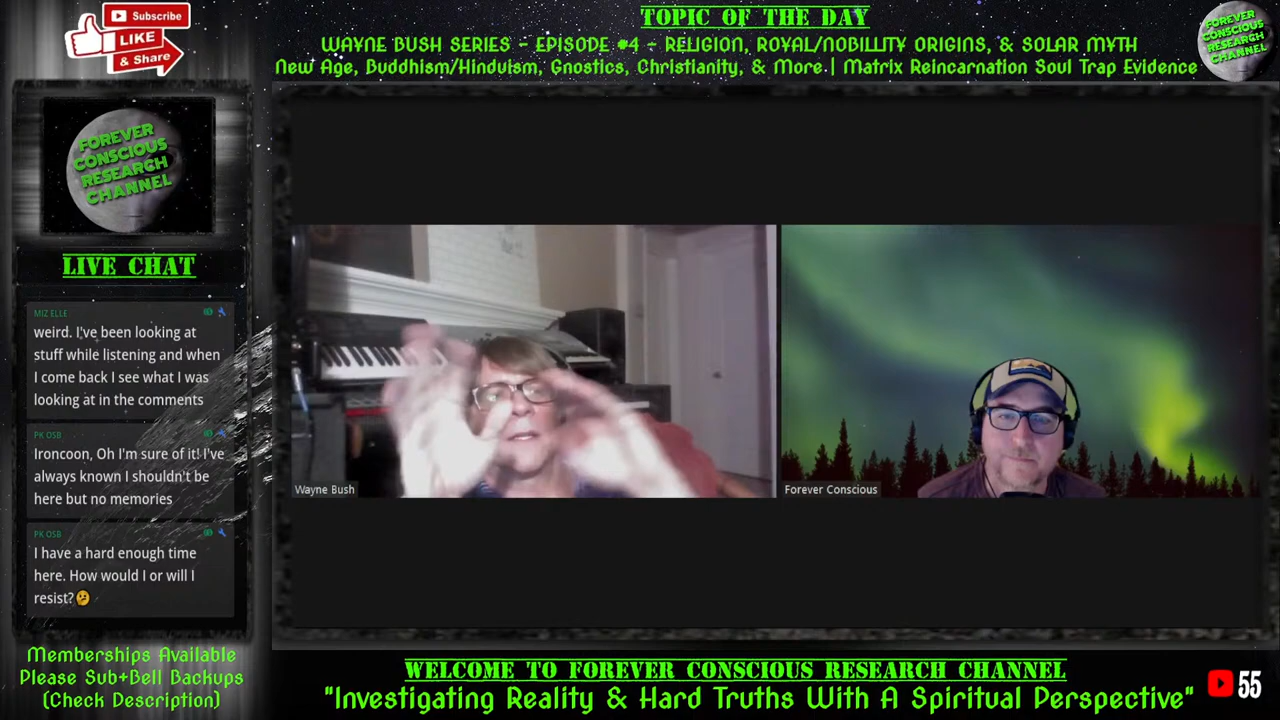 Subscribe
LIKE
& Share
TOPIC OF THE DAY
WAYNE BUSH SERIES - EPISODE #4 - RELIGION, ROYAL/NOBILLITY ORIGINS, & SOLAR MYTH
New Age, Buddhism/Hinduism, Gnostics, Christianity, & More | Matrix Reincarnation Soul Trap Evidence
FOREVER
CONSCIOUS
RESEARCH
CHANNEL
FOREVER
CONSCIOUS
RESEARCH
CHANNEL
LIVE CHAT
MIZ ELLE
weird. I've been looking at
stuff while listening and when
I come back I see what I was
looking at in the comments
PK OSB
Ironcoon, Oh I'm sure of it! I've
always known I shouldn't be
here but no memories
PK OSB
I have a hard enough time
here. How would I or will I
resist?🤔
Wayne Bush
Forever Conscious
Memberships Available
Please Sub+Bell Backups
(Check Description)
WELCOME TO FOREVER CONSCIOUS RESEARCH CHANNEL
"Investigating Reality & Hard Truths With A Spiritual Perspective"
55